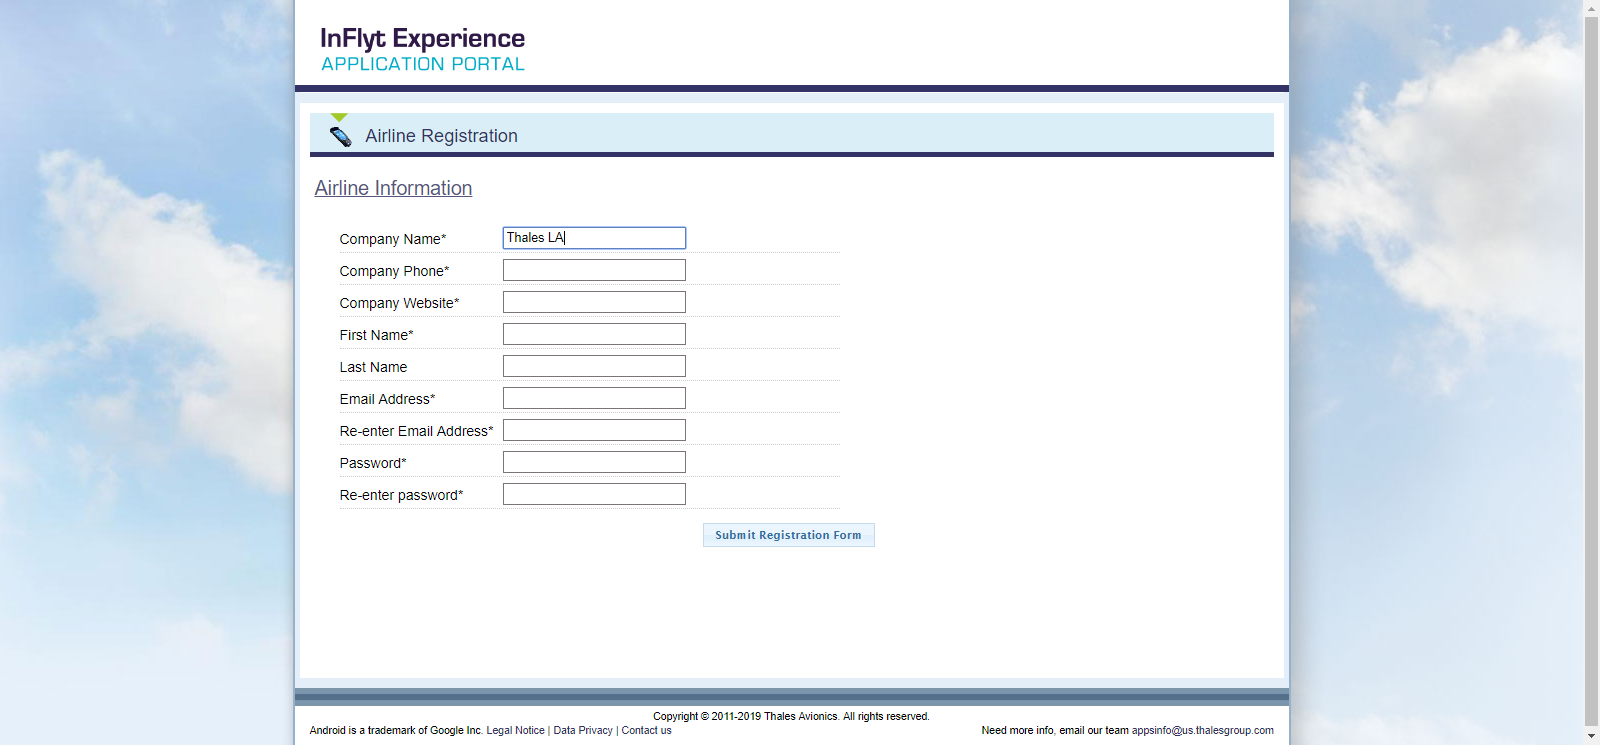 InFlyt Experience
APPLICATION PORTAL
Airline Registration
Airline Information
Company Name* Thales LA
Company Phone*
Company Website*
First Name*
Last Name
Email Address*
Re-enter Email Address*
Password*
Re-enter password*
Submit Registration Form
Copyright © 2011-2019 Thales Avionics. All rights reserved.
Android is a trademark of Google Inc. Legal Notice | Data Privacy | Contact us Need more info, email our team appsinfo@us.thalesgroup.com